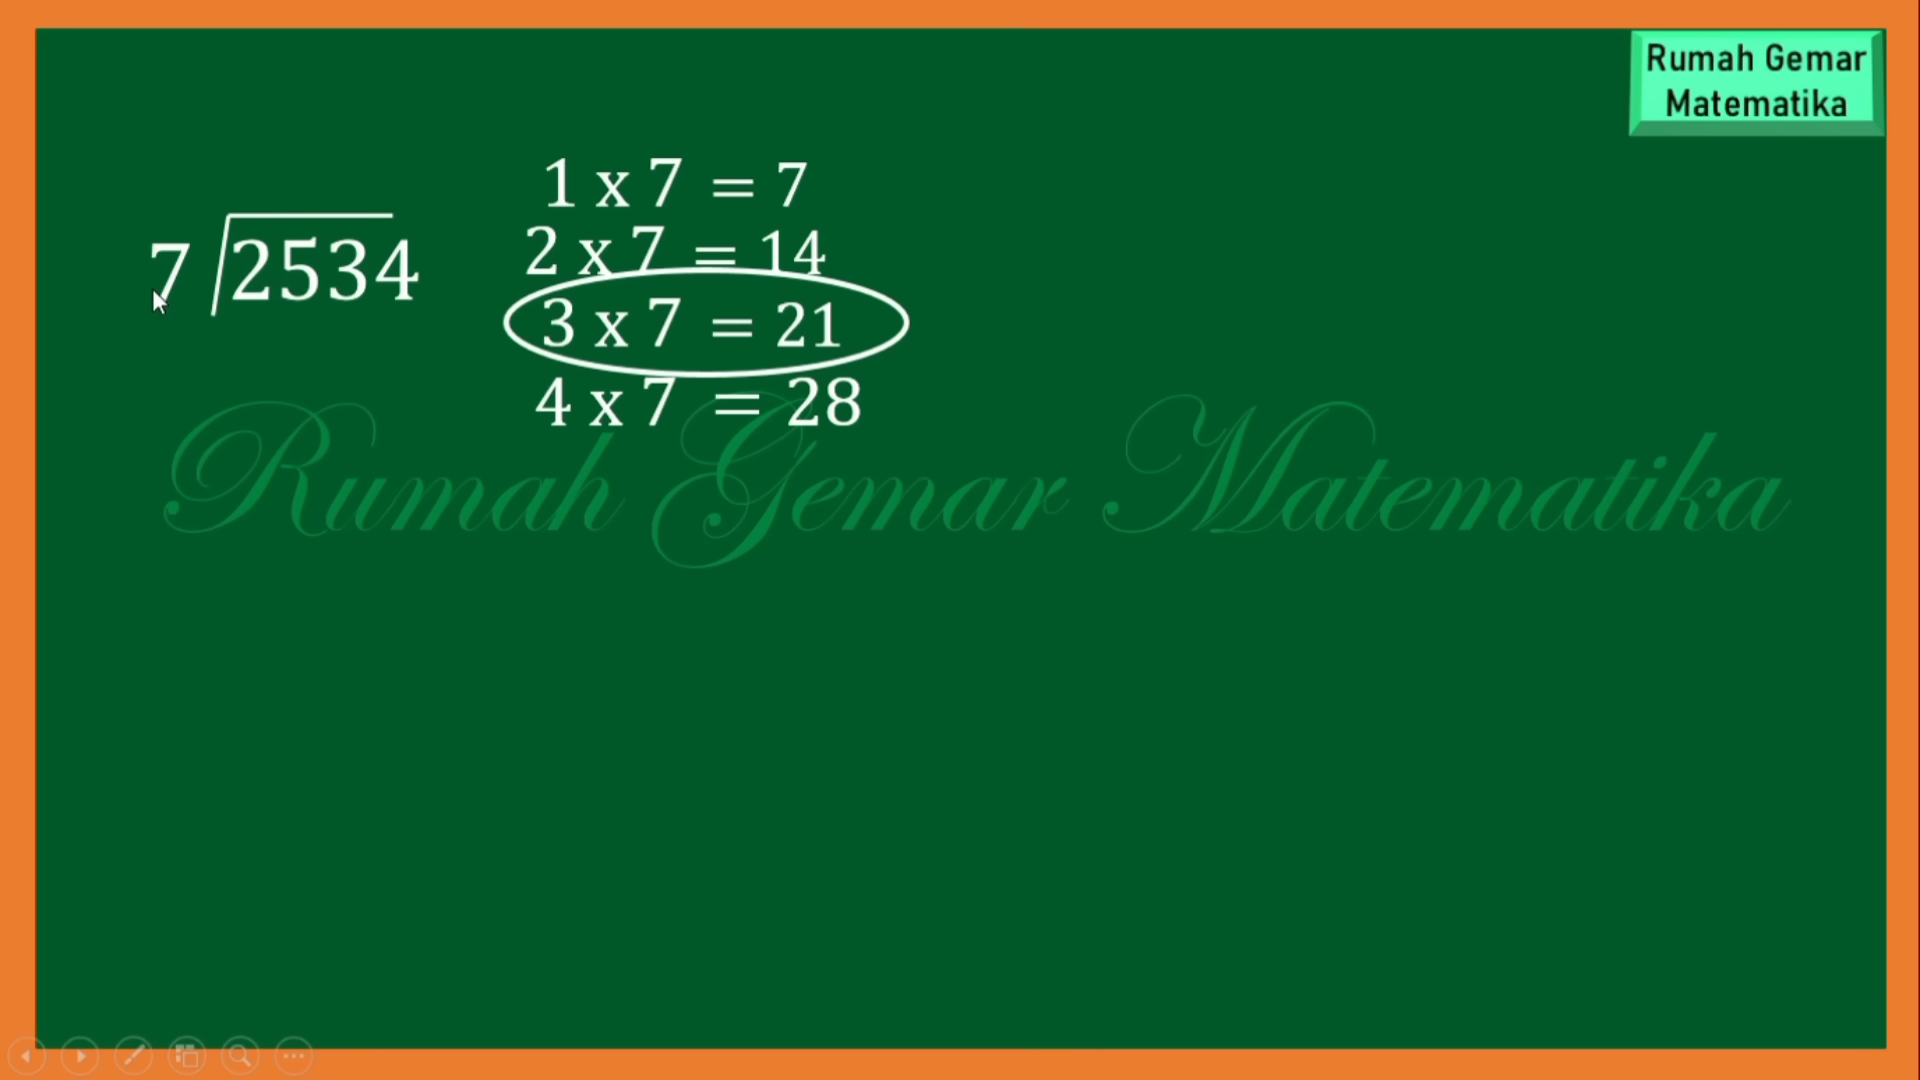 Rumah Gemar
Matematika
7 2534
1 x 7 = 7
2 x 7 = 14
3 x 7 = 21
4 x 7 = 28
Rumah Gemar Matematika